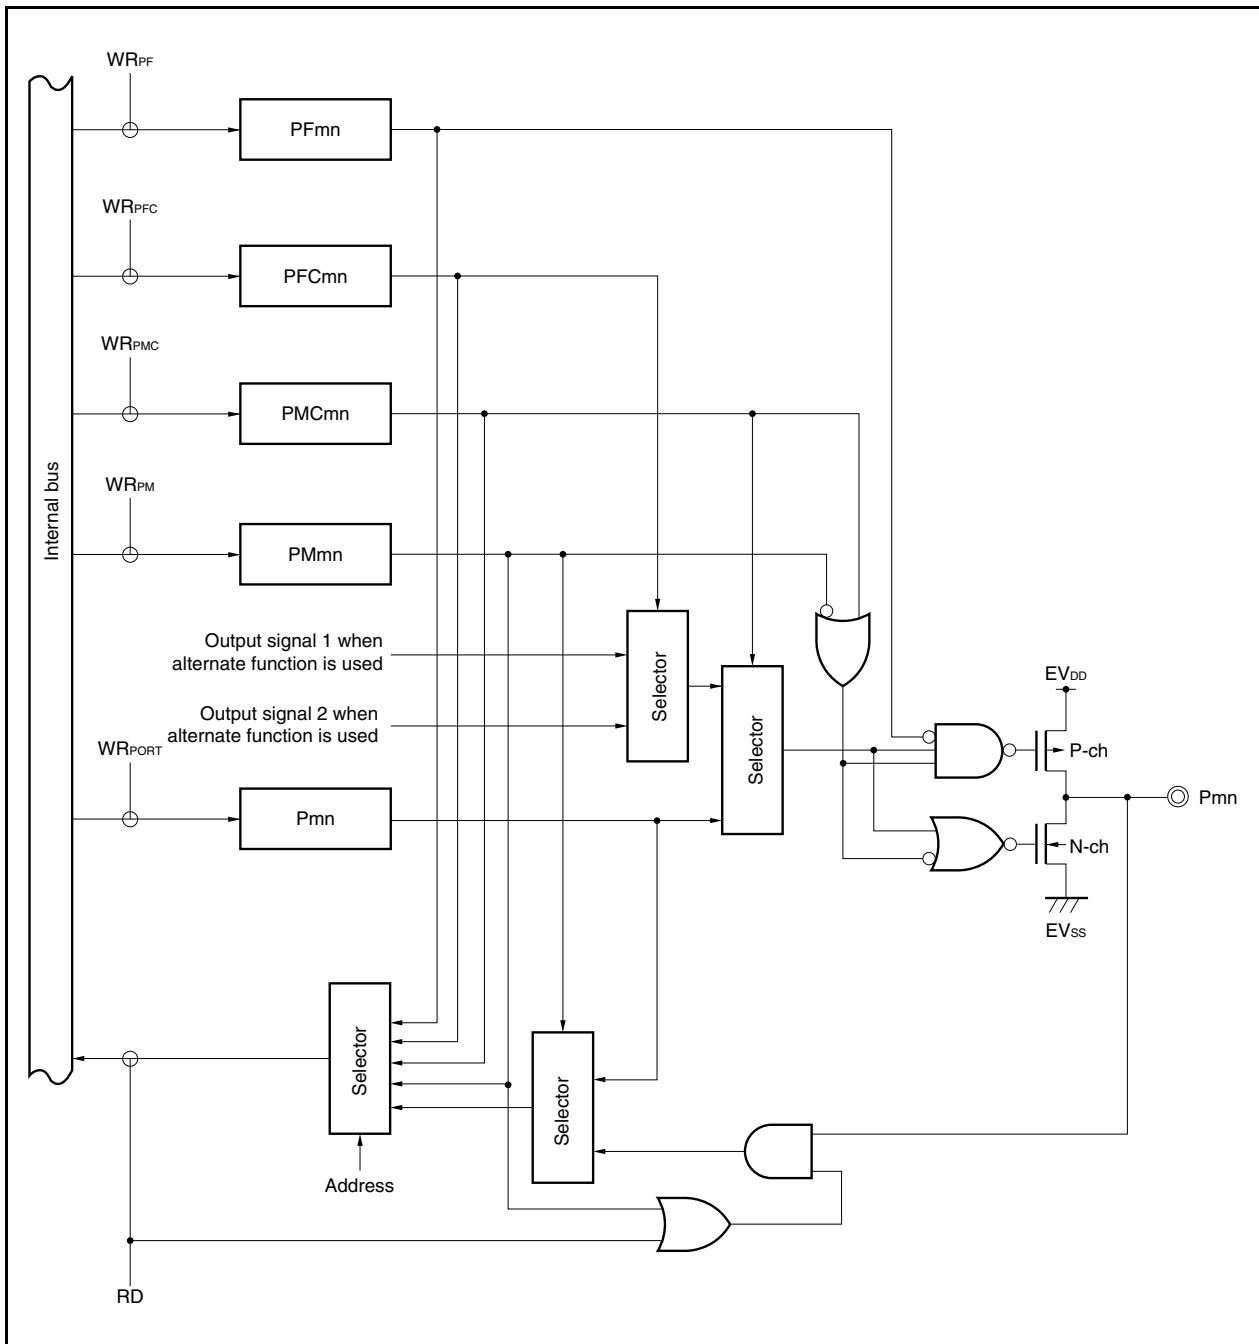 WRPF
PFmn
WRPFC
PFCmn
WRPMC
PMCmn
Internal bus
WRPM
PMmn
Output signal 1 when
alternate function is used
Selector
EVDD
Output signal 2 when
alternate function is used
Selector
P-ch
WRPORT
Pmn
Pmn
N-ch
EVSS
Selector
Selector
Address
RD